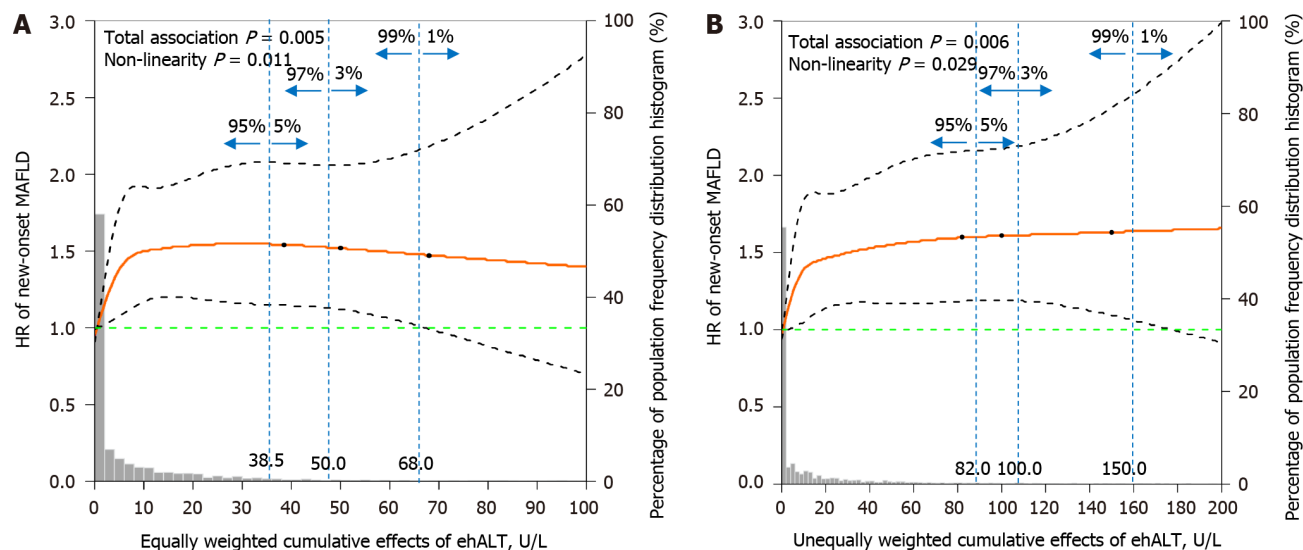 A
Total association P = 0.005
Non-linearity P = 0.011
99% 1%
97% 3%
95% 5%
HR of new-onset MAFLD
3.0
2.5
2.0
1.5
1.0
0.5
0.0
100
80
60
40
20
0
Percentage of population frequency distribution histogram (%)
38.5 50.0 68.0
0 10 20 30 40 50 60 70 80 90 100
Equally weighted cumulative effects of ehALT, U/L
B
Total association P = 0.006
Non-linearity P = 0.029
99% 1%
97% 3%
95% 5%
HR of new-onset MAFLD
3.0
2.5
2.0
1.5
1.0
0.5
0.0
100
80
60
40
20
0
Percentage of population frequency distribution histogram (%)
82.0 100.0 150.0
0 20 40 60 80 100 120 140 160 180 200
Unequally weighted cumulative effects of ehALT, U/L